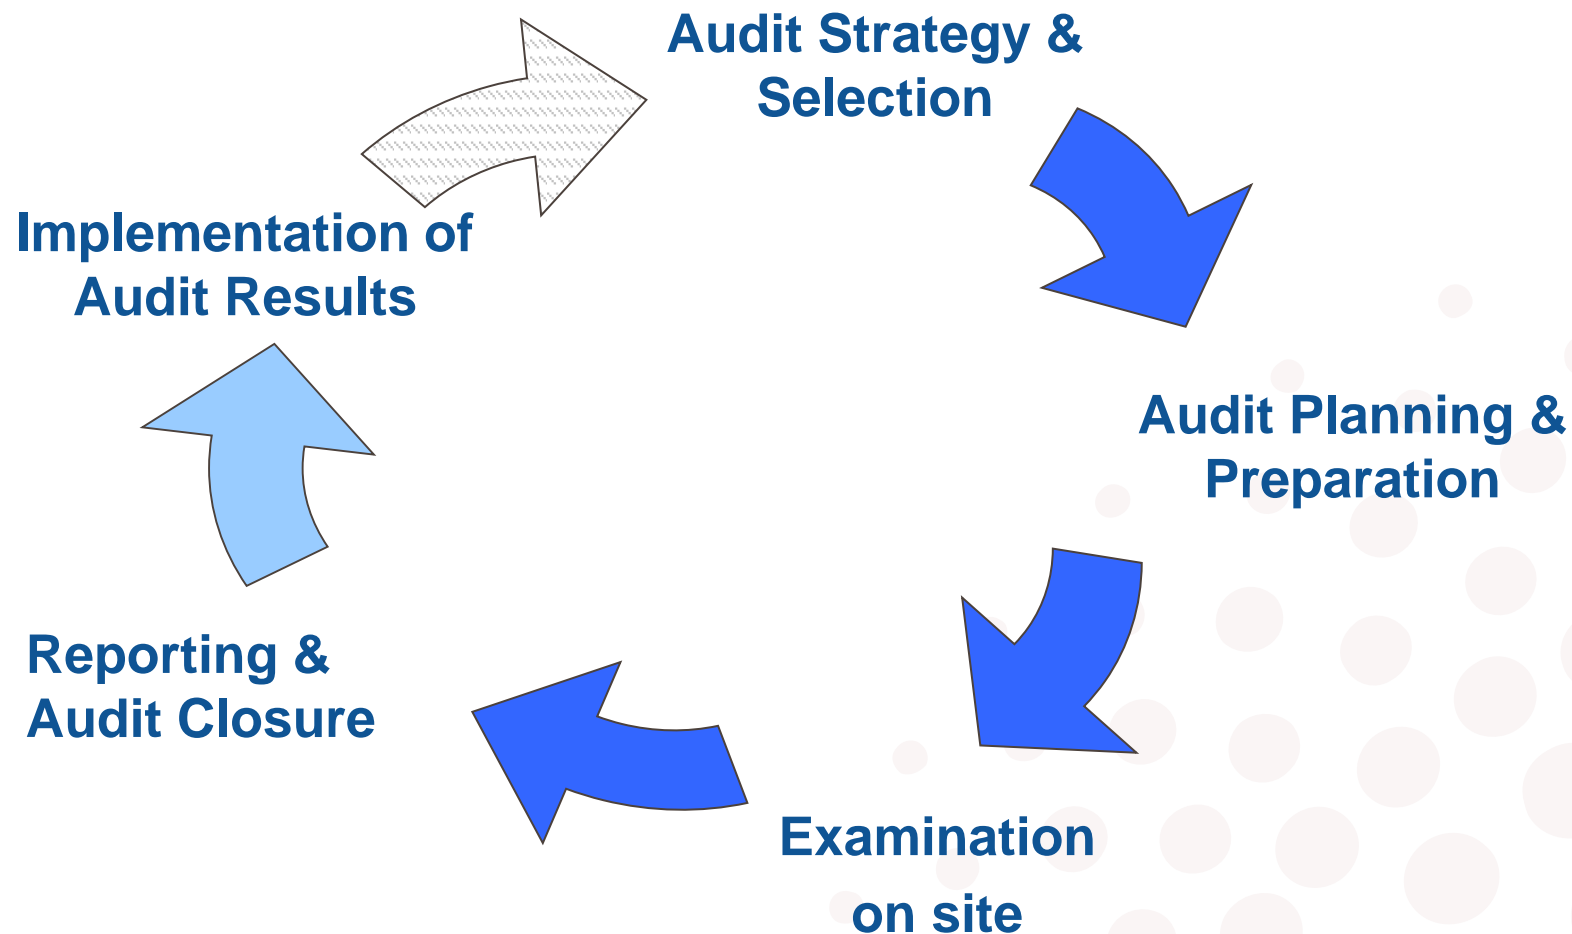 Audit Strategy &
Selection
Audit Planning &
Preparation
Examination
on site
Reporting &
Audit Closure
Implementation of
Audit Results